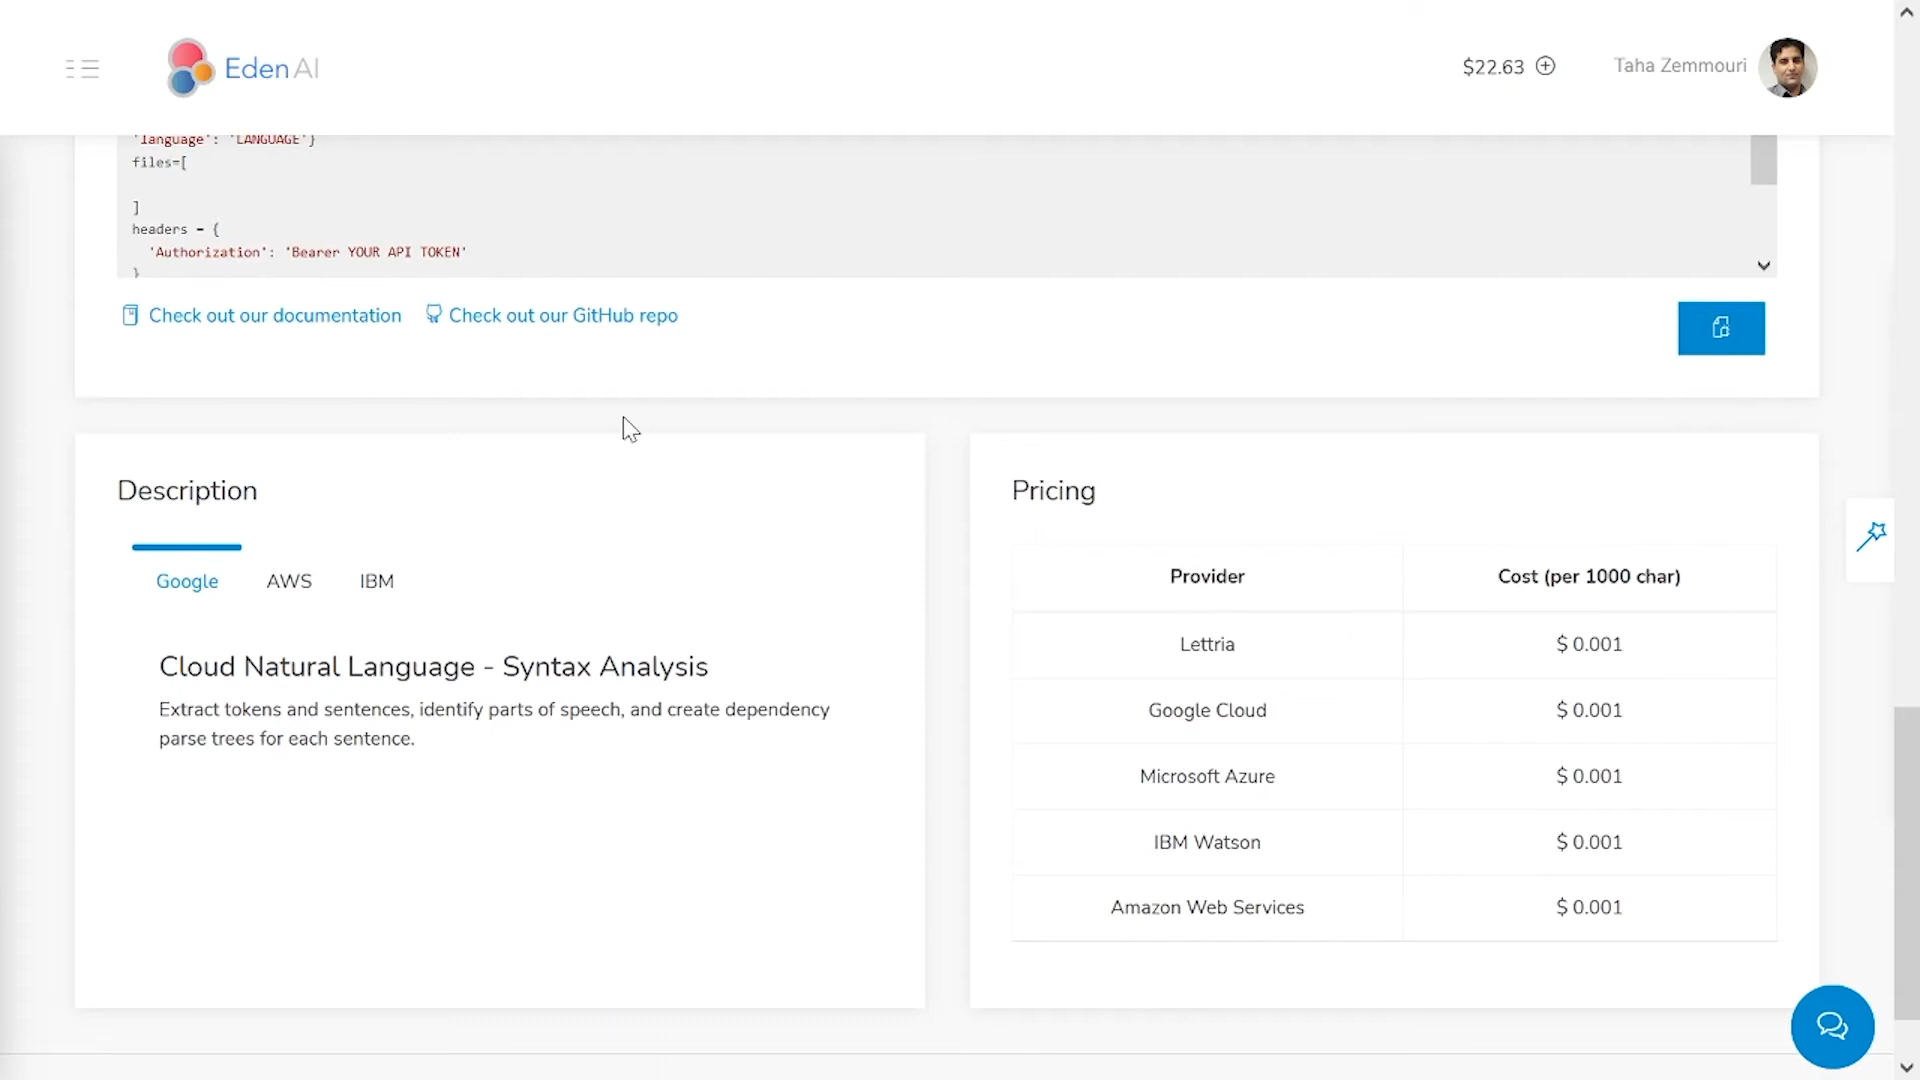 Eden AI
$22.63
Taha Zemmouri
'language': 'LANGUAGE'}
files=[
]
headers = {
'Authorization': 'Bearer YOUR API TOKEN'
}
Check out our documentation
Check out our GitHub repo
Description
Google
AWS
IBM
Cloud Natural Language - Syntax Analysis
Extract tokens and sentences, identify parts of speech, and create dependency
parse trees for each sentence.
Pricing
Provider
Cost (per 1000 char)
Lettria
$ 0.001
Google Cloud
$ 0.001
Microsoft Azure
$ 0.001
IBM Watson
$ 0.001
Amazon Web Services
$ 0.001